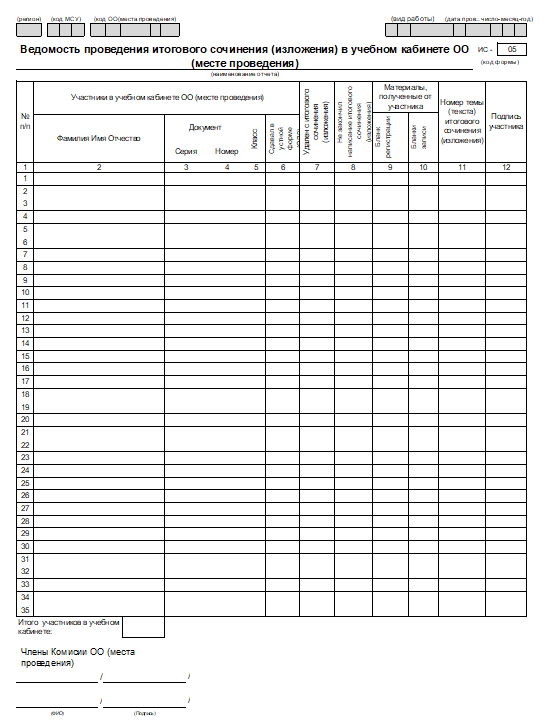 (регион) (код МСУ) (код ОО(места проведения) (вид работы) (дата пров.: число-месяц-год)
Ведомость проведения итогового сочинения (изложения) в учебном кабинете ОО
(месте проведения)
ИС - 05
(код формы)
(наименование отчета)
№
п/п
Участники в учебном кабинете ОО (месте проведения)
Фамилия Имя Отчество
Документ
Серия Номер
Класс
Сдавал в
устной
форме
Удален с итогового
сочинения
(изложения)
Не закончил
написание итогового
сочинения
(изложения)
Материалы,
полученные от
участника
Бланк
регистрации
Бланки
записи
Номер темы
(текста)
итогового
сочинения
(изложения)
Подпись
участника
1 2 3 4 5 6 7 8 9 10 11 12
1
2
3
4
5
6
7
8
9
10
11
12
13
14
15
16
17
18
19
20
21
22
23
24
25
26
27
28
29
30
31
32
33
34
35
Итого участников в учебном
кабинете:
Члены Комисии ОО (места
проведения)
/ /
/ /
(ФИО) (Подпись)